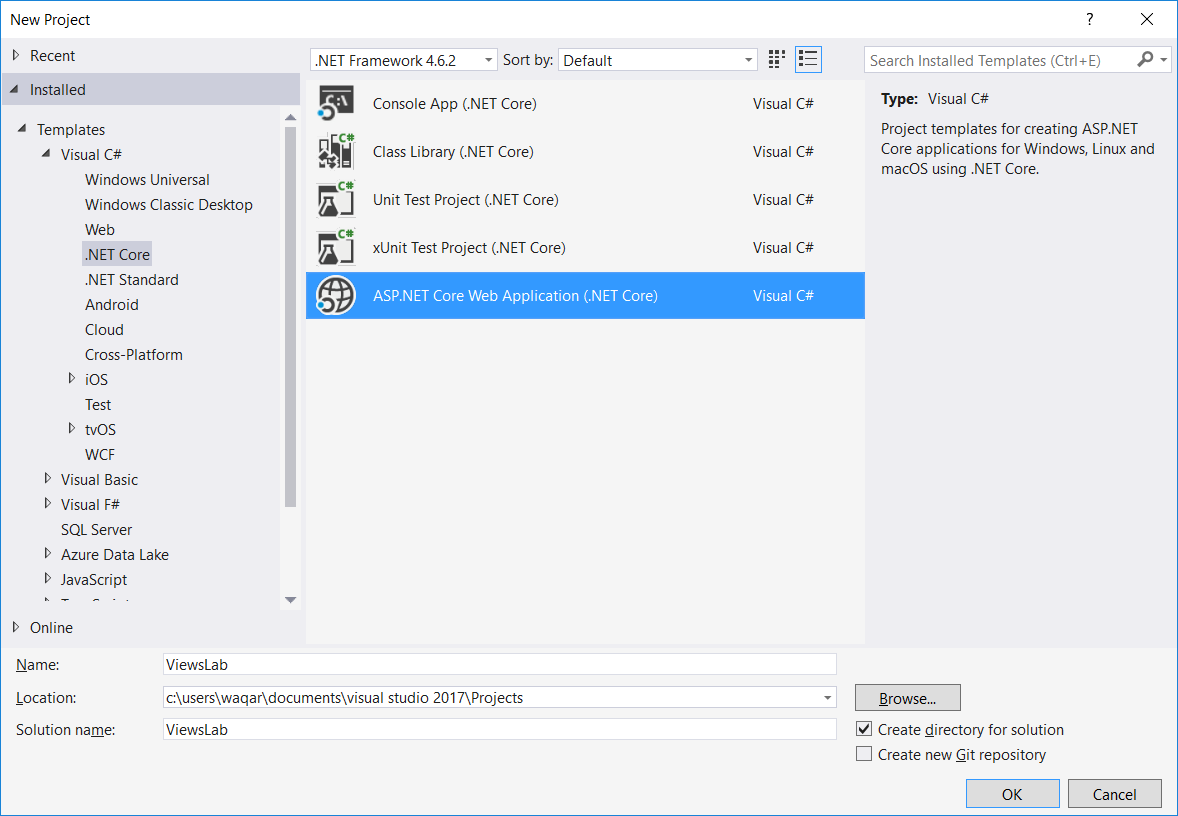 New Project
?
Recent
Installed
Templates
Visual C#
Windows Universal
Windows Classic Desktop
Web
.NET Core
.NET Standard
Android
Cloud
Cross-Platform
iOS
Test
tvOS
WCF
Visual Basic
Visual F#
SQL Server
Azure Data Lake
JavaScript
Online
.NET Framework 4.6.2 Sort by: Default
Console App (.NET Core) Visual C#
Class Library (.NET Core) Visual C#
Unit Test Project (.NET Core) Visual C#
xUnit Test Project (.NET Core) Visual C#
ASP.NET Core Web Application (.NET Core) Visual C#
Search Installed Templates (Ctrl+E)
Type: Visual C#
Project templates for creating ASP.NET
Core applications for Windows, Linux and
macOS using .NET Core.
Name: ViewsLab
Location: c:\users\waqar\documents\visual studio 2017\Projects Browse...
Solution name: ViewsLab
Create directory for solution
Create new Git repository
OK Cancel